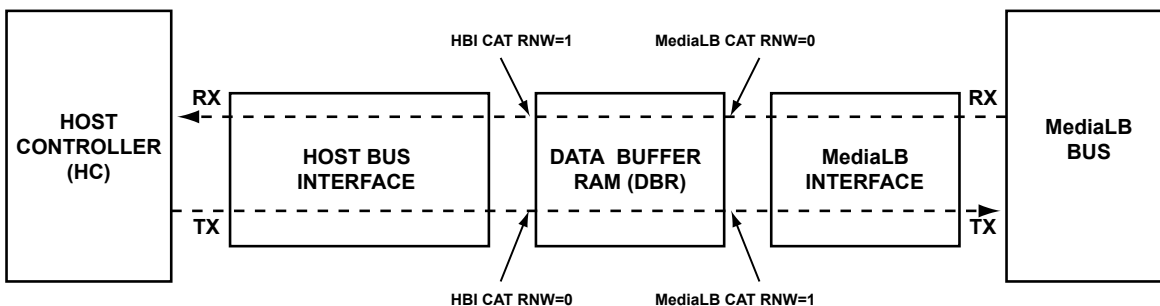 HBI CAT RNW=1
MediaLB CAT RNW=0
RX
RX
HOST
CONTROLLER
(HC)
HOST BUS
INTERFACE
DATA BUFFER
RAM (DBR)
MediaLB
INTERFACE
MediaLB
BUS
TX
TX
HBI CAT RNW=0
MediaLB CAT RNW=1